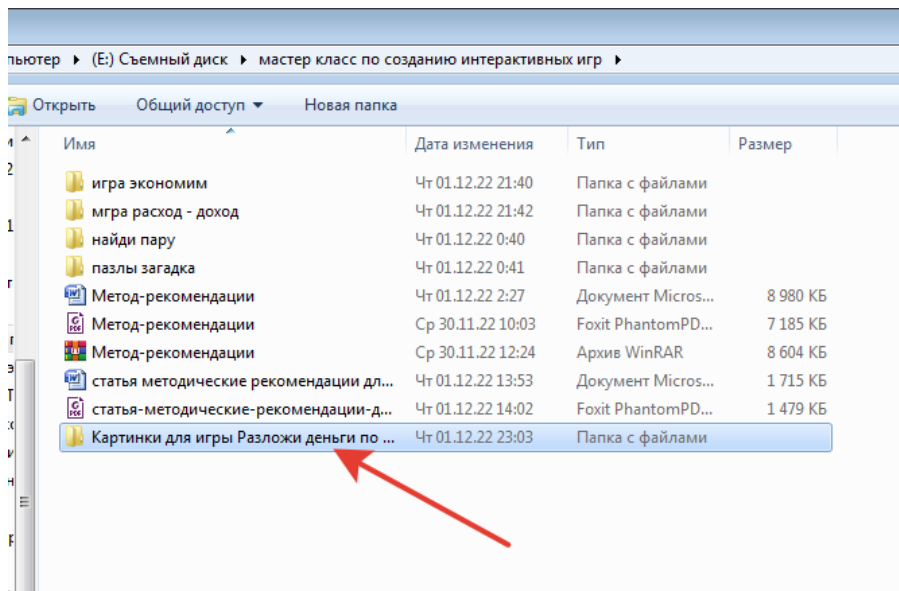 пьютер ▸ (E:) Съемный диск ▸ мастер класс по созданию интерактивных игр ▸
Открыть Общий доступ Новая папка
Имя Дата изменения Тип Размер
игра экономим Чт 01.12.22 21:40 Папка с файлами
мгра расход - доход Чт 01.12.22 21:42 Папка с файлами
найди пару Чт 01.12.22 0:40 Папка с файлами
пазлы загадка Чт 01.12.22 0:41 Папка с файлами
Метод-рекомендации Чт 01.12.22 2:27 Документ Micros... 8 980 КБ
Метод-рекомендации Ср 30.11.22 10:03 Foxit PhantomPD... 7 185 КБ
Метод-рекомендации Ср 30.11.22 12:24 Архив WinRAR 8 604 КБ
статья методические рекомендации дл... Чт 01.12.22 13:53 Документ Micros... 1 715 КБ
статья-методические-рекомендации-д... Чт 01.12.22 14:02 Foxit PhantomPD... 1 479 КБ
Картинки для игры Разложи деньги по ... Чт 01.12.22 23:03 Папка с файлами